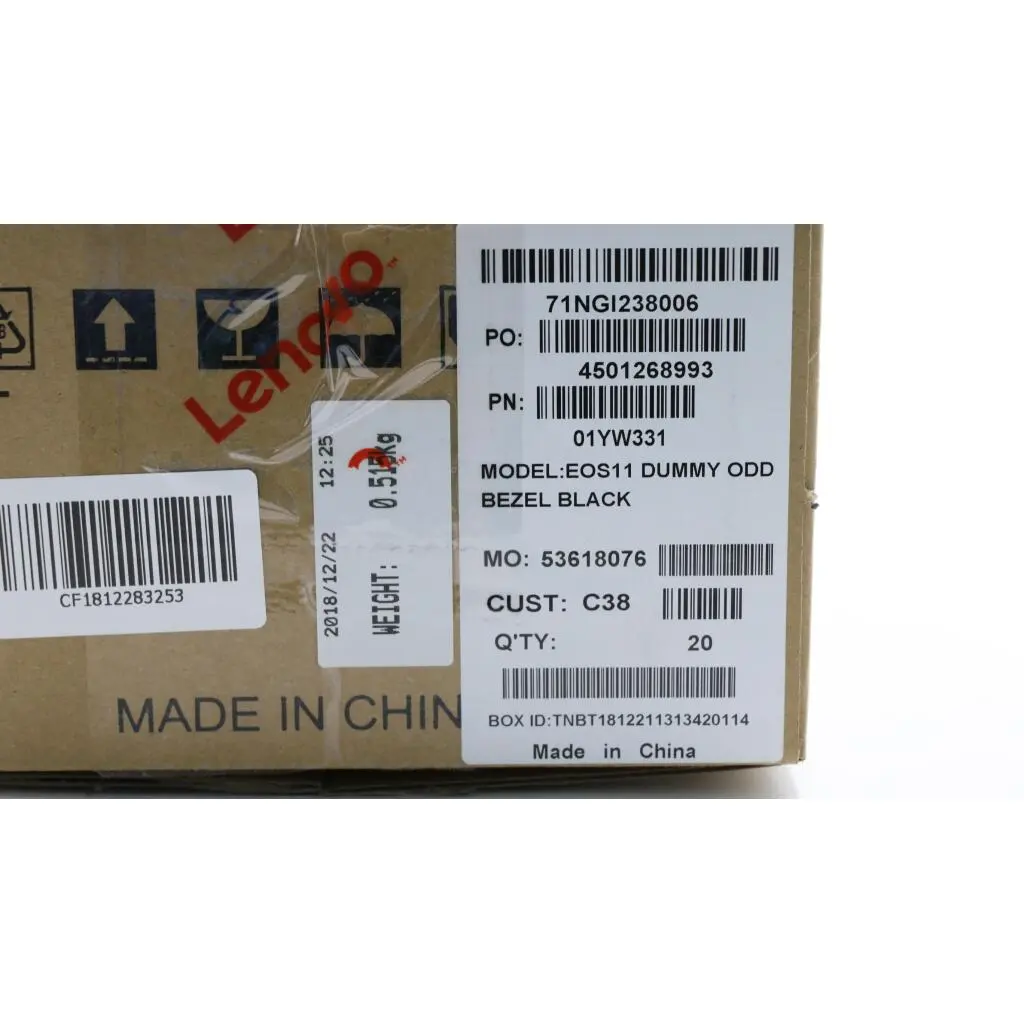 Lenovo
™
71NGI238006
PO:
4501268993
PN:
01YW331
MODEL:EOS11 DUMMY ODD
BEZEL BLACK
MO: 53618076
CUST: C38
Q'TY: 20
BOX ID:TNBT1812211313420114
Made in China
2018/12/22 12:25
WEIGHT:
CF1812283253
MADE IN CHIN